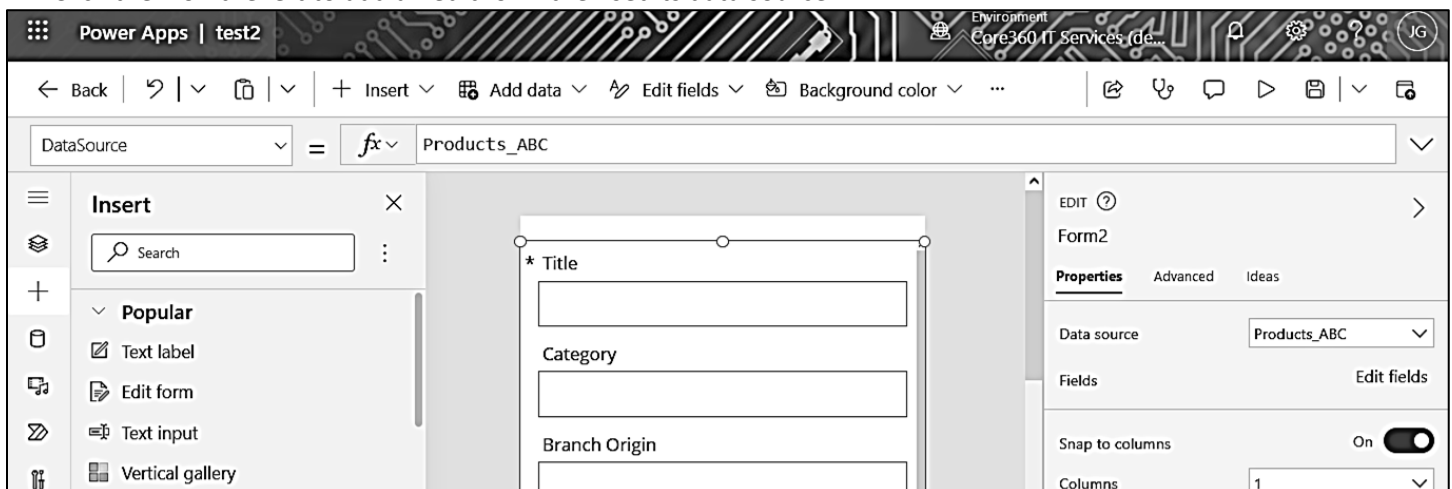 Power Apps | test2
Environment
Core360 IT Services (de...
JG
Back
Insert
Add data
Edit fields
Background color
...
DataSource
=
fx
Products_ABC
Insert
Search
Popular
Text label
Edit form
Text input
Vertical gallery
* Title
Category
Branch Origin
EDIT
Form2
Properties
Advanced
Ideas
Data source
Products_ABC
Fields
Edit fields
Snap to columns
On
Columns
1